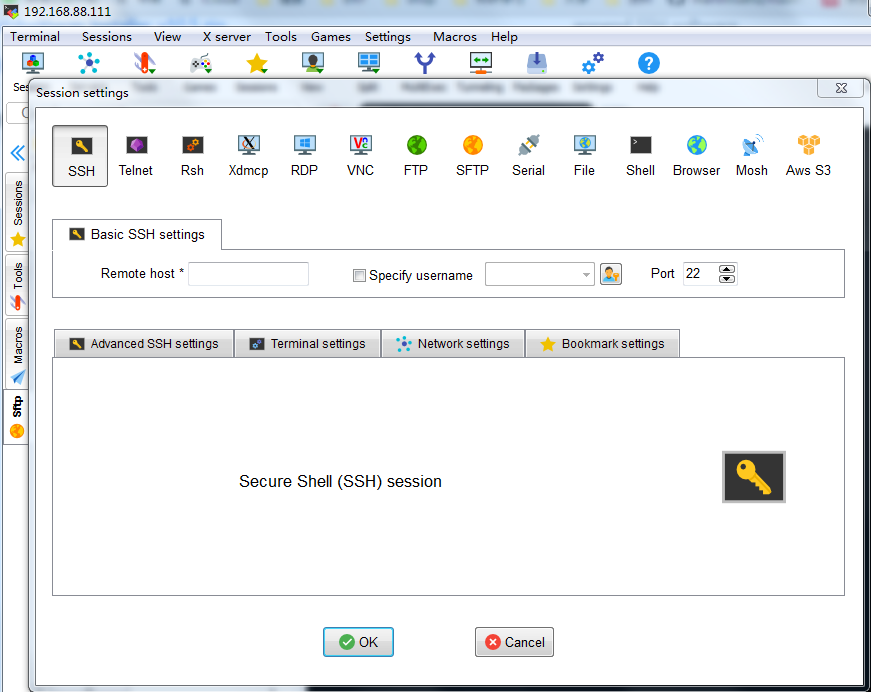 192.168.88.111
Terminal Sessions View X server Tools Games Settings Macros Help
Session settings
SSH Telnet Rsh Xdmcp RDP VNC FTP SFTP Serial File Shell Browser Mosh Aws S3
Sessions
Tools
Macros
Sftp
Basic SSH settings
Remote host * Specify username Port 22
Advanced SSH settings Terminal settings Network settings Bookmark settings
Secure Shell (SSH) session
OK Cancel